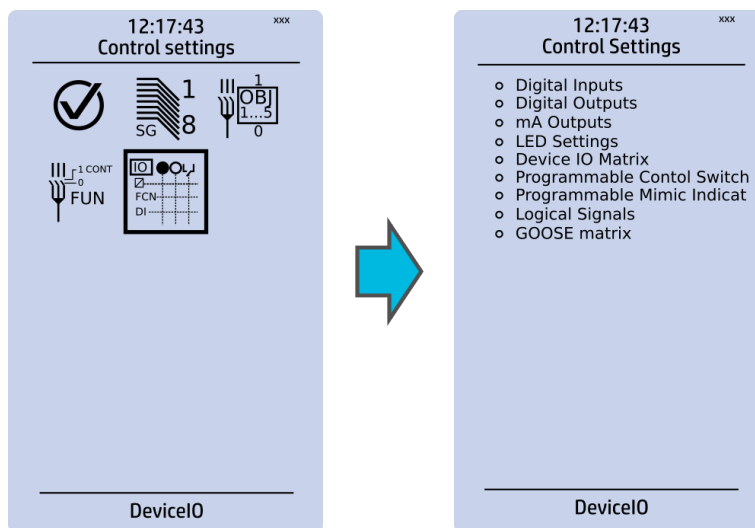 12:17:43 xxx
Control settings
1
SG 8
1
OBJ
1...5
0
1 CONT
0
FUN
IO
FCN
DI
DeviceIO
12:17:43 xxx
Control Settings
Digital Inputs
Digital Outputs
mA Outputs
LED Settings
Device IO Matrix
Programmable Contol Switch
Programmable Mimic Indicat
Logical Signals
GOOSE matrix
DeviceIO